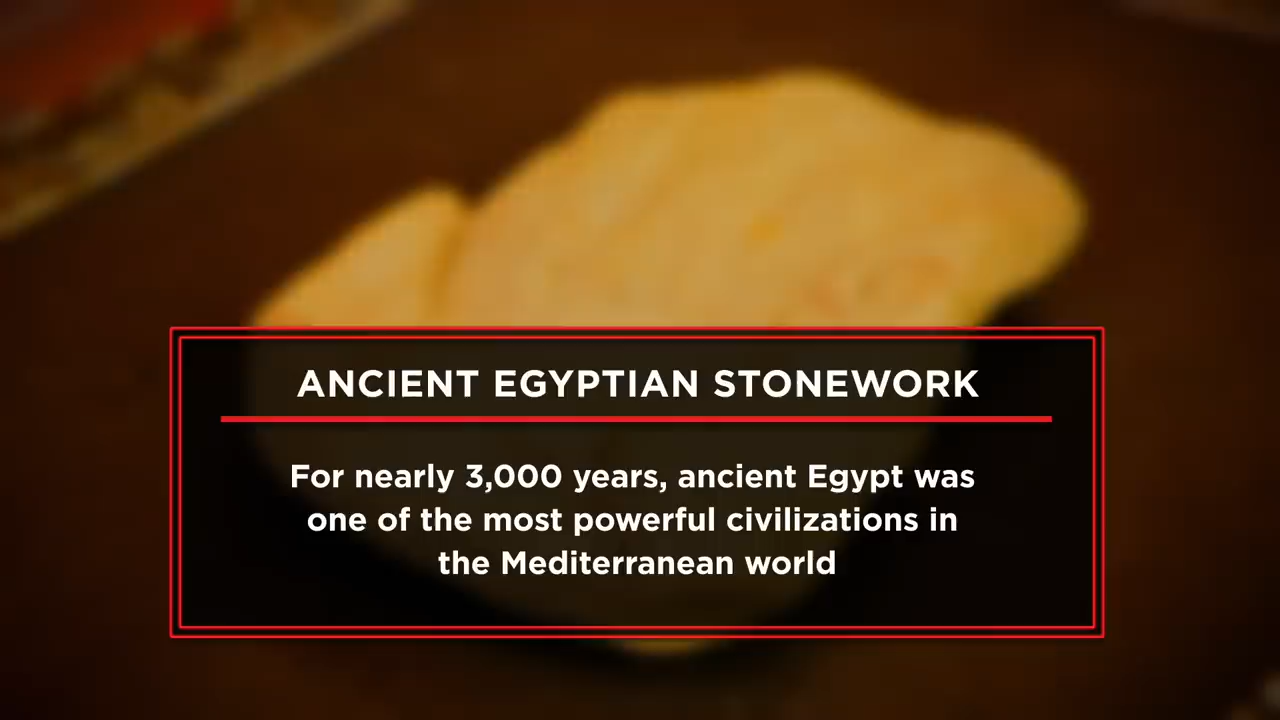 ANCIENT EGYPTIAN STONEWORK
For nearly 3,000 years, ancient Egypt was
one of the most powerful civilizations in
the Mediterranean world